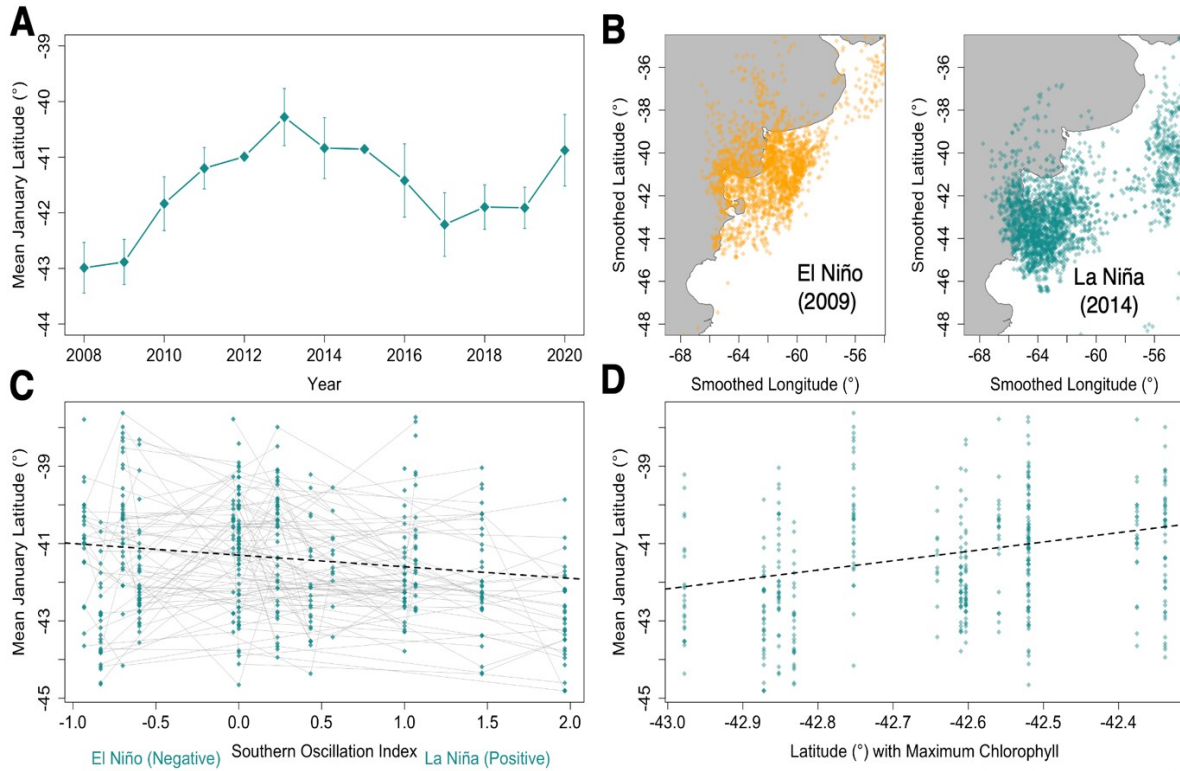 A
Mean January Latitude (°)
-39
-40
-41
-42
-43
-44
2008 2010 2012 2014 2016 2018 2020
Year
B
Smoothed Latitude (°)
-36
-38
-40
-42
-44
-46
-48
El Niño
(2009)
-68 -64 -60 -56
Smoothed Longitude (°)
Smoothed Latitude (°)
-36
-38
-40
-42
-44
-46
-48
La Niña
(2014)
-68 -64 -60 -56
Smoothed Longitude (°)
C
Mean January Latitude (°)
-39
-41
-43
-45
-1.0 -0.5 0.0 0.5 1.0 1.5 2.0
El Niño (Negative) Southern Oscillation Index La Niña (Positive)
D
Mean January Latitude (°)
-39
-41
-43
-45
-43.0 -42.9 -42.8 -42.7 -42.6 -42.5 -42.4
Latitude (°) with Maximum Chlorophyll